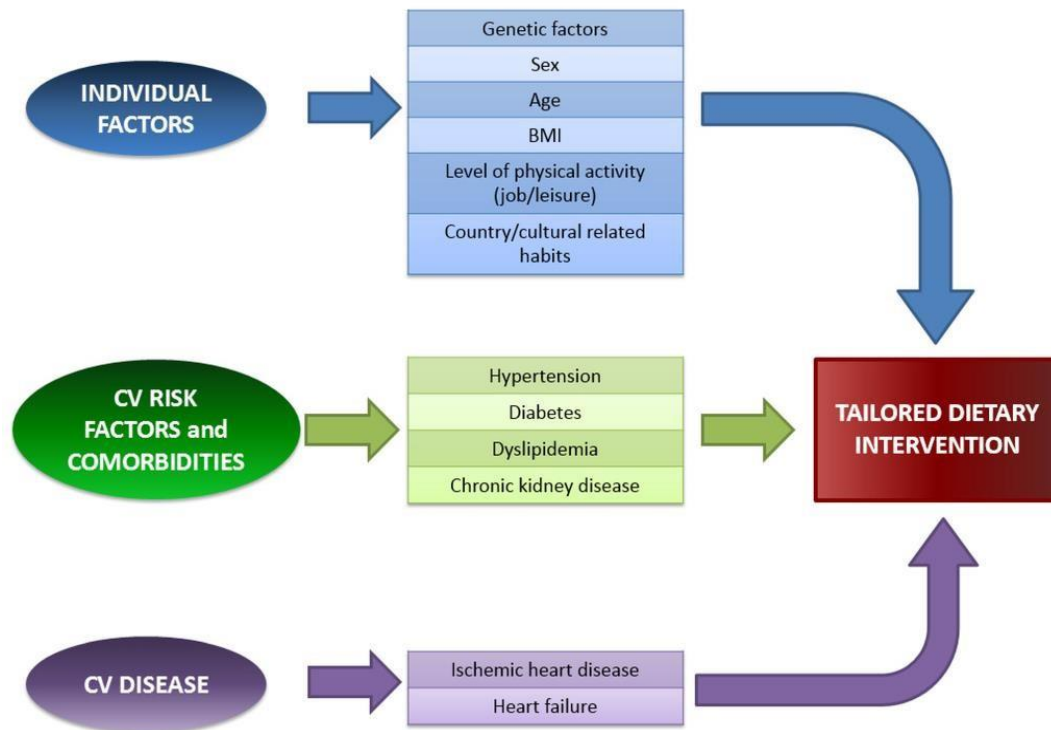 INDIVIDUAL
FACTORS
Genetic factors
Sex
Age
BMI
Level of physical activity
(job/leisure)
Country/cultural related
habits
CV RISK
FACTORS and
COMORBIDITIES
Hypertension
Diabetes
Dyslipidemia
Chronic kidney disease
TAILORED DIETARY
INTERVENTION
CV DISEASE
Ischemic heart disease
Heart failure